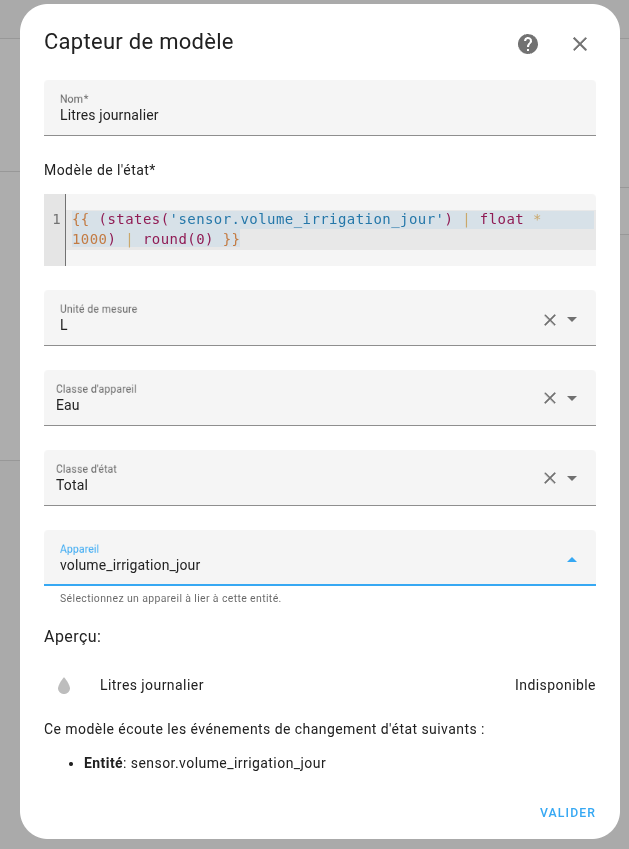 Capteur de modèle
Nom*
Litres journalier
Modèle de l'état*
1 {{ (states('sensor.volume_irrigation_jour') | float *
1000) | round(0) }}
Unité de mesure
L
Classe d'appareil
Eau
Classe d'état
Total
Appareil
volume_irrigation_jour
Sélectionnez un appareil à lier à cette entité.
Aperçu:
Litres journalier Indisponible
Ce modèle écoute les événements de changement d'état suivants :
• Entité: sensor.volume_irrigation_jour
VALIDER